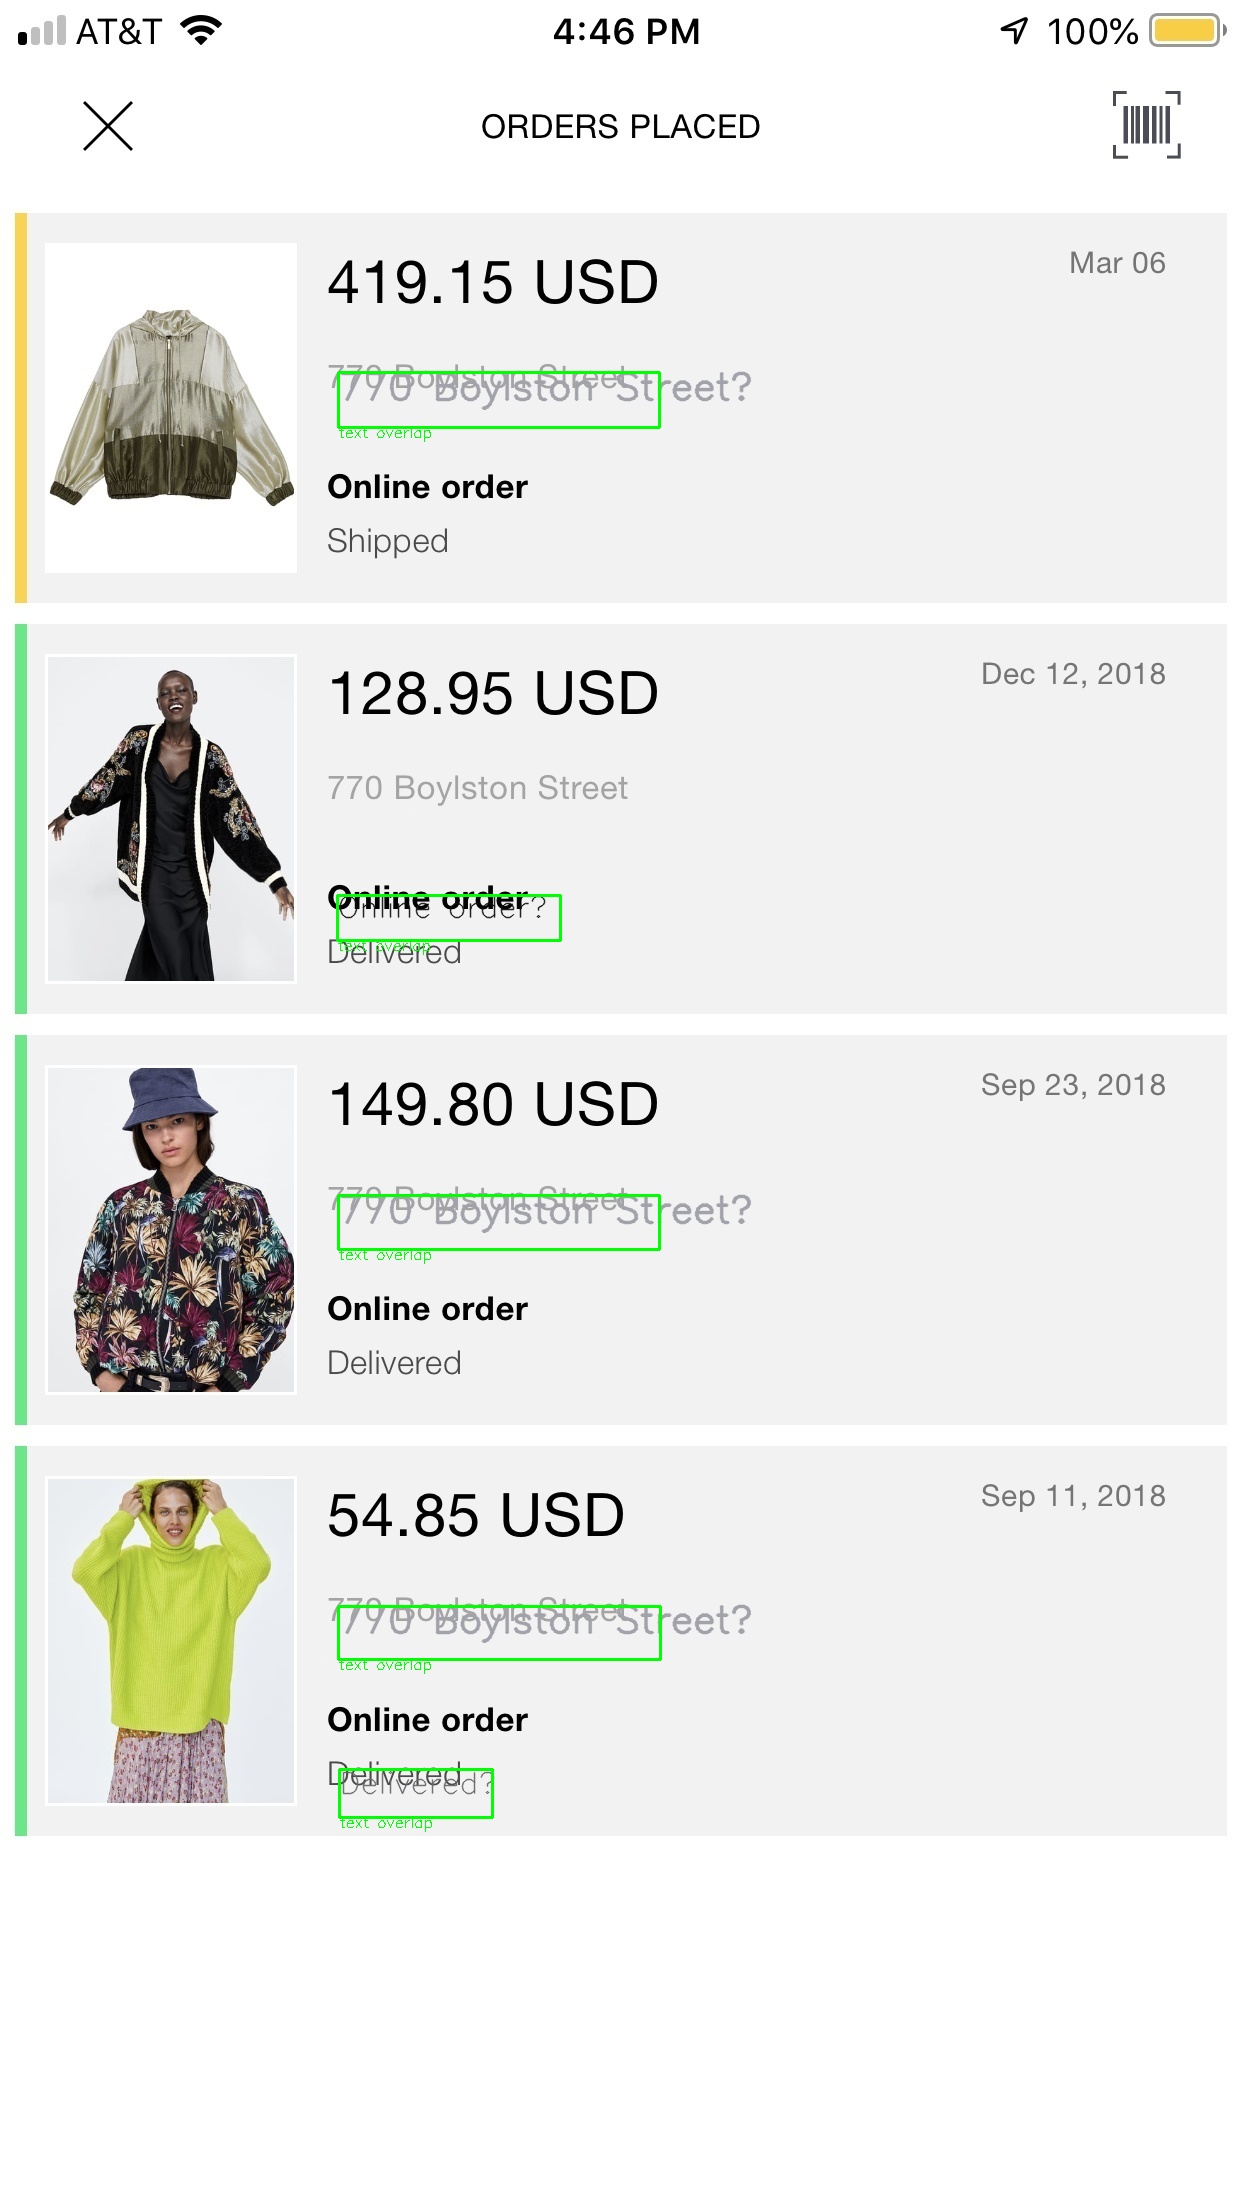 AT&T 4:46 PM 100%
ORDERS PLACED
419.15 USD
Mar 06
770 Boylston Street
770 Boylston Street?
text overlap
Online order
Shipped
128.95 USD
Dec 12, 2018
770 Boylston Street
Online order
Online order?
text overlap
Delivered
149.80 USD
Sep 23, 2018
770 Boylston Street
770 Boylston Street?
text overlap
Online order
Delivered
54.85 USD
Sep 11, 2018
770 Boylston Street
770 Boylston Street?
text overlap
Online order
Delivered
Delivered?
text overlap